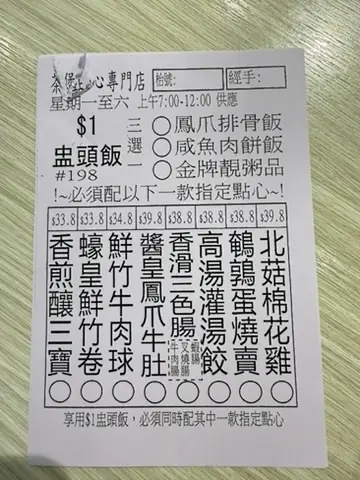 茶保點心專門店 枱號: 經手:
星期一至六 上午7:00-12:00 供應
$1
盅頭飯
#198
三選一
○鳳爪排骨飯
○咸魚肉餅飯
○金牌靚粥品
!~必須配以下一款指定點心~!
$33.8 $33.8 $34.8 $39.8 $38.8 $38.8 $38.8 $39.8
香煎釀三寶
蠔皇鮮竹卷
鮮竹牛肉球
醬皇鳳爪牛肚
香滑三色腸
牛肉腸
叉燒腸
蝦腸
高湯灌湯餃
鵪鶉蛋燒賣
北菇棉花雞
享用$1盅頭飯,必須同時配其中一款指定點心